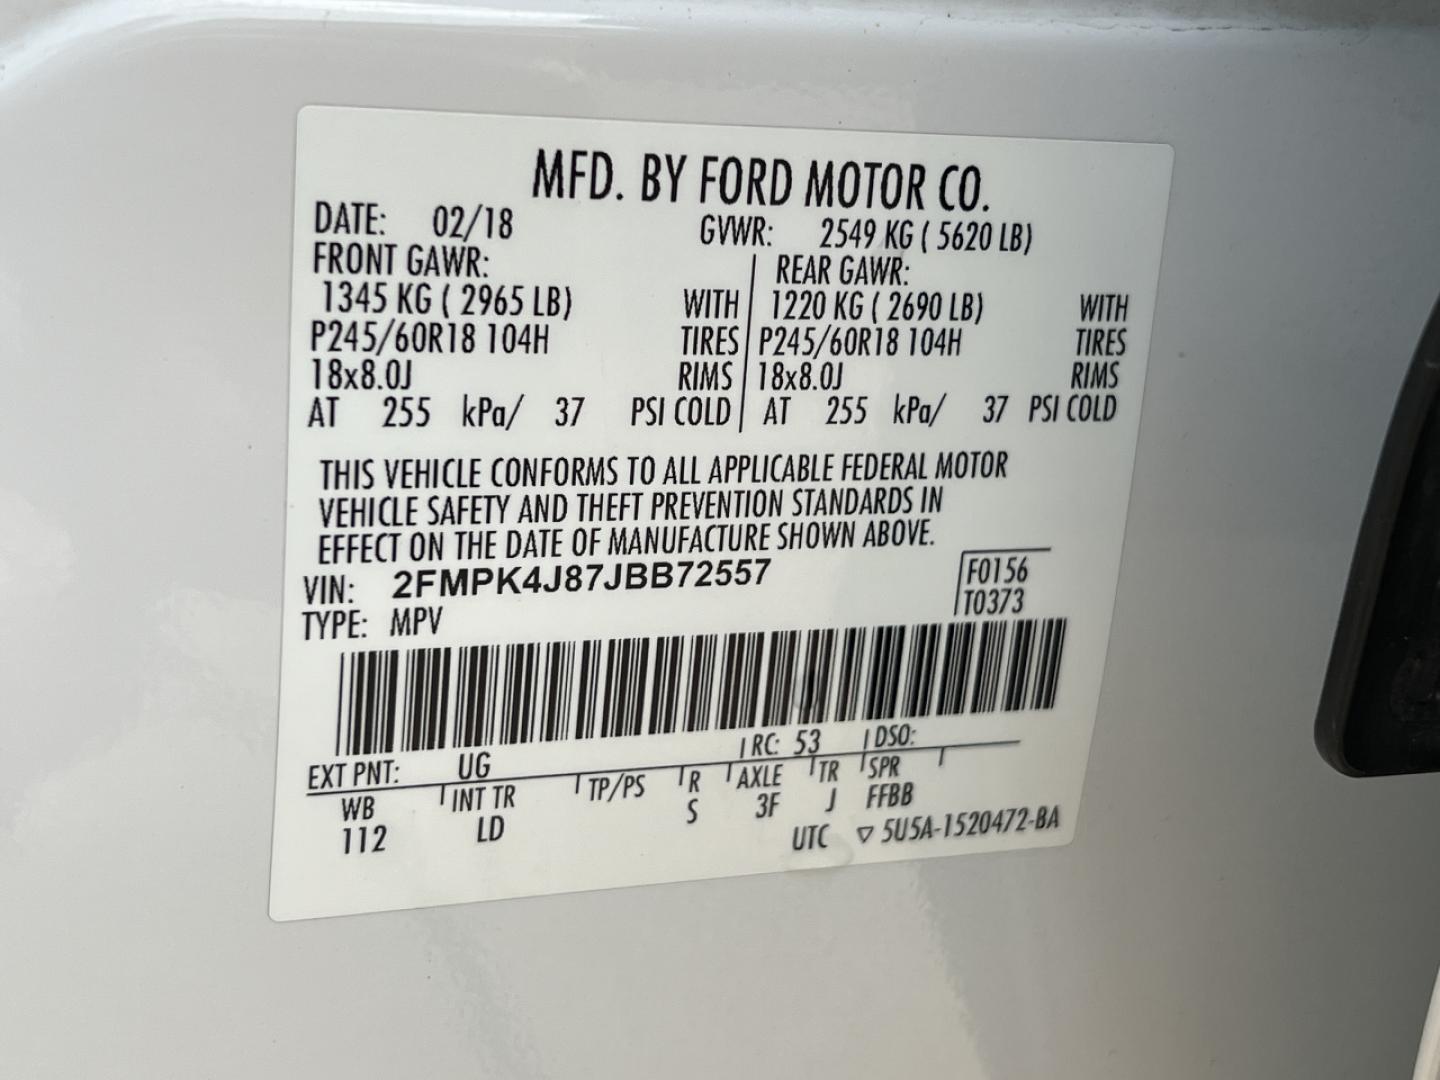 MFD. BY FORD MOTOR CO.
DATE: 02/18 GVWR: 2549 KG ( 5620 LB)
FRONT GAWR: REAR GAWR:
1345 KG ( 2965 LB) WITH 1220 KG ( 2690 LB) WITH
P245/60R18 104H TIRES P245/60R18 104H TIRES
18x8.0J RIMS 18x8.0J RIMS
AT 255 kPa/ 37 PSI COLD AT 255 kPa/ 37 PSI COLD
THIS VEHICLE CONFORMS TO ALL APPLICABLE FEDERAL MOTOR
VEHICLE SAFETY AND THEFT PREVENTION STANDARDS IN
EFFECT ON THE DATE OF MANUFACTURE SHOWN ABOVE.
VIN: 2FMPK4J87JBB72557 F0156
TYPE: MPV T0373
EXT PNT: UG RC: 53 DSO:
WB INT TR TP/PS R AXLE TR SPR
112 LD S 3F J FFBB
UTC ▽ 5U5A-1520472-BA